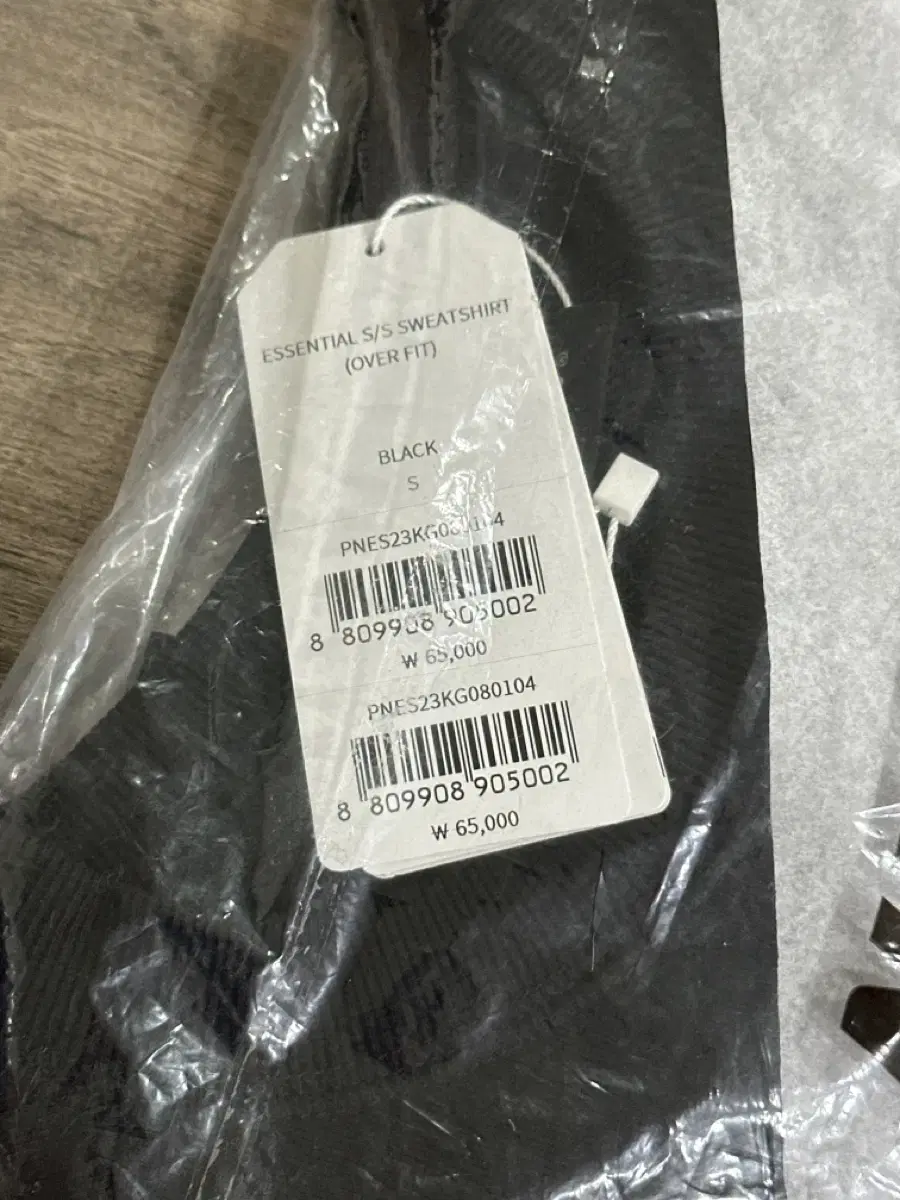 ESSENTIAL S/S SWEATSHIRT
(OVER FIT)
BLACK
S
PNES23KG080104
8 809908 905002
₩ 65,000
PNES23KG080104
8 809908 905002
₩ 65,000